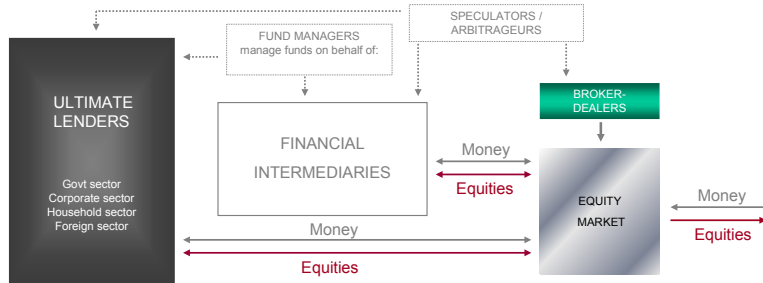 SPECULATORS /
ARBITRAGEURS
FUND MANAGERS
manage funds on behalf of:
ULTIMATE
LENDERS
Govt sector
Corporate sector
Household sector
Foreign sector
FINANCIAL
INTERMEDIARIES
BROKER-
DEALERS
Money
Equities
EQUITY
MARKET
Money
Equities
Money
Equities